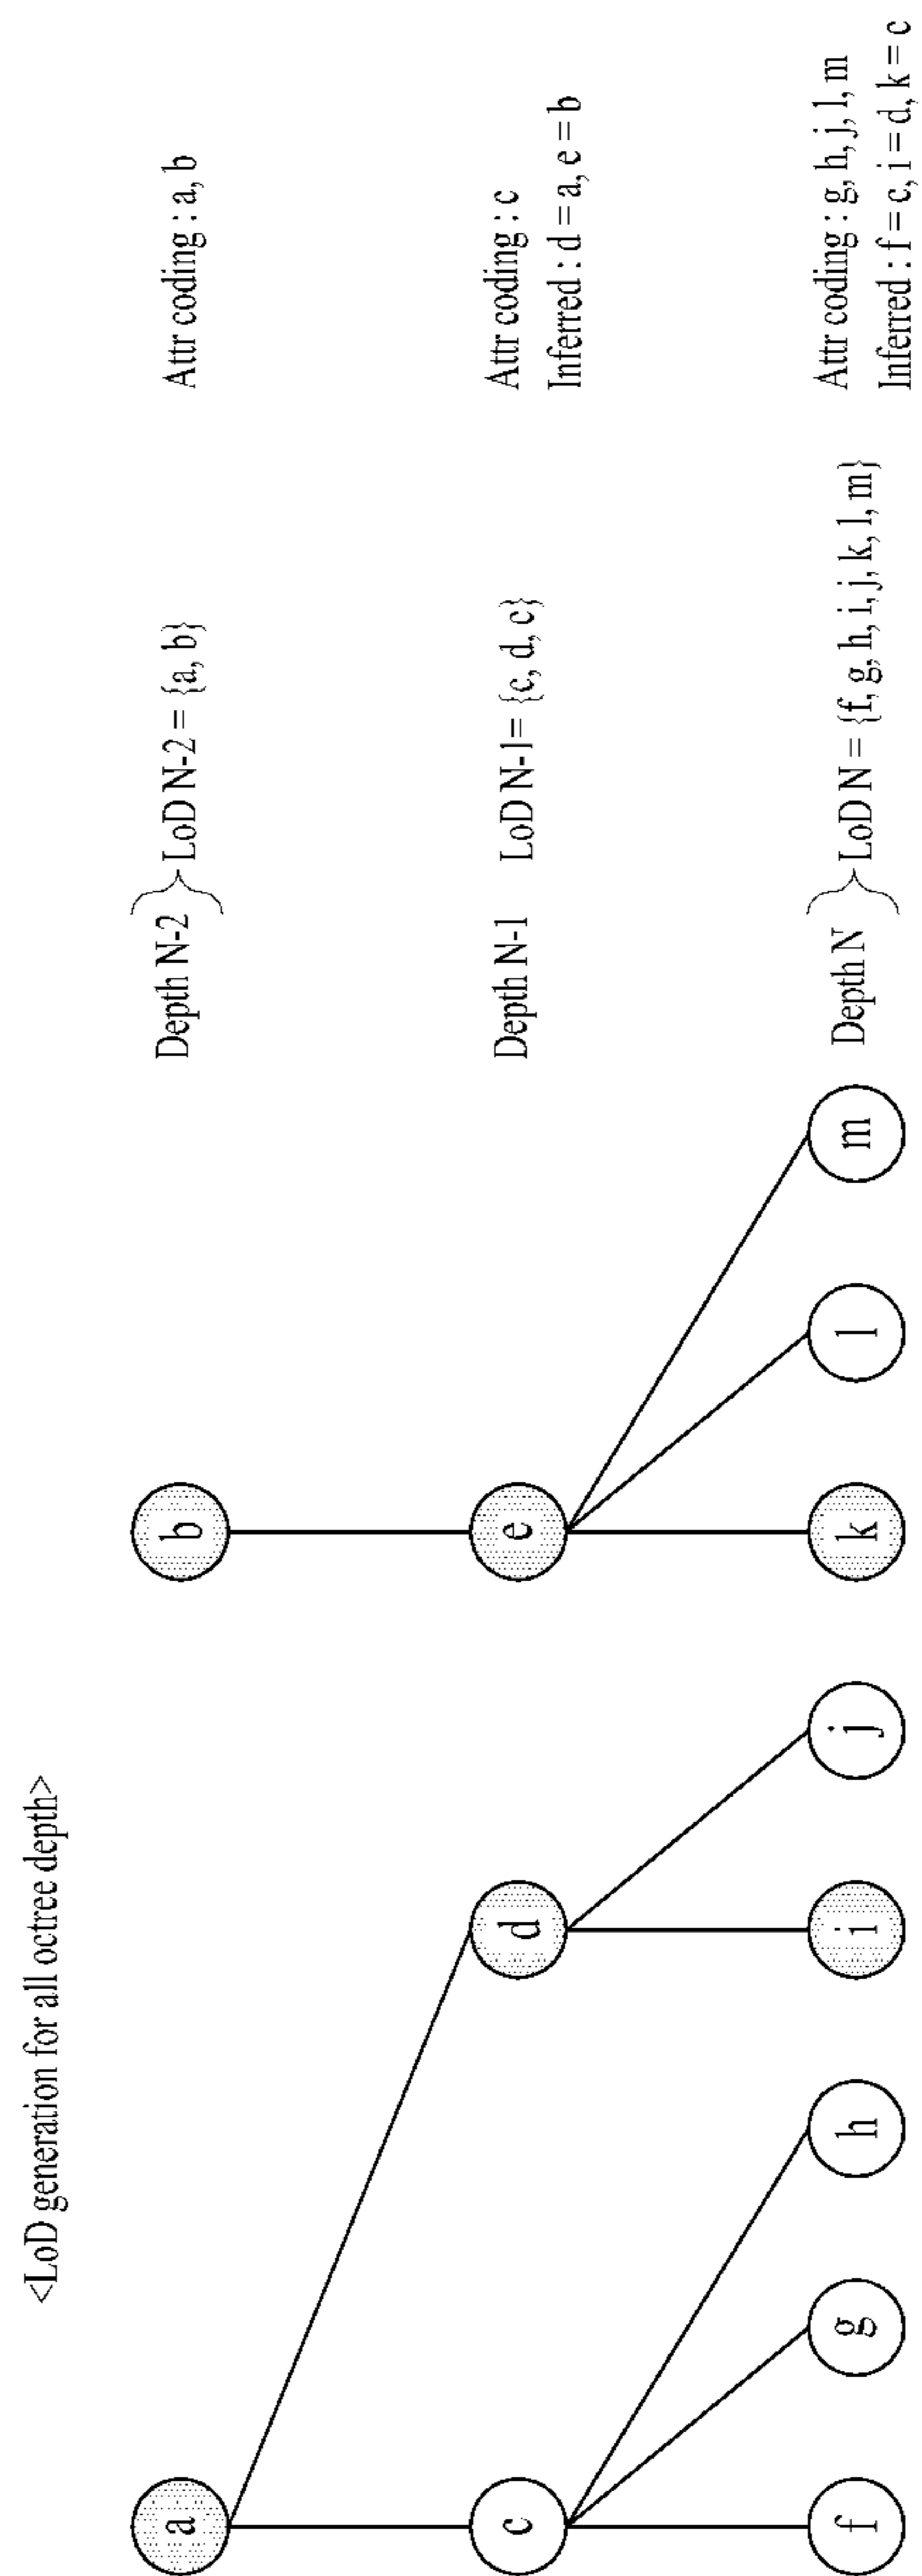 <LoD generation for all octree depth>
a
b
Depth N-2
LoD N-2 = {a, b}
Attr coding : a, b
c
d
e
Depth N-1
LoD N-1= {c, d, c}
Attr coding : c
Inferred : d = a, e = b
f
g
h
i
j
k
l
m
Depth N
LoD N = {f, g, h, i, j, k, l, m}
Attr coding : g, h, j, l, m
Inferred : f = c, i = d, k = c